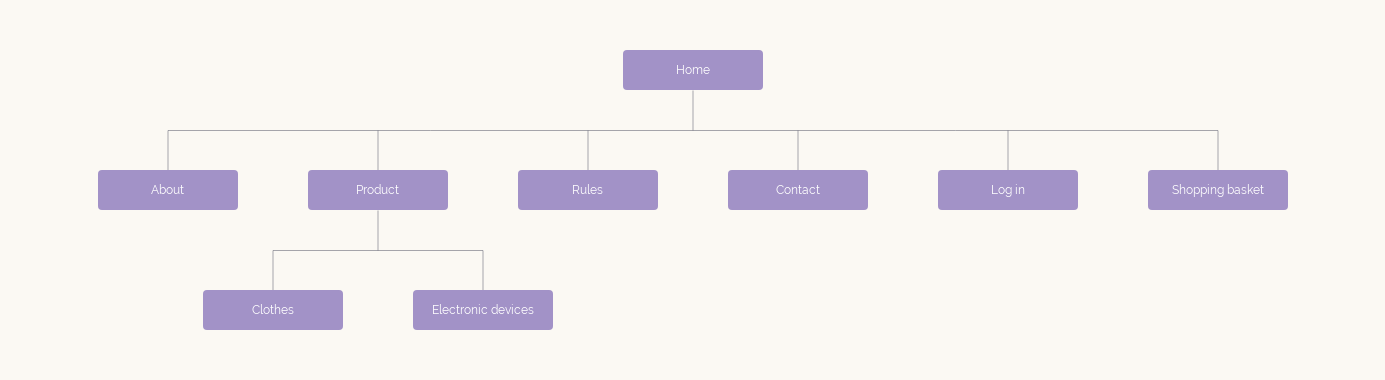 Home
About
Product
Rules
Contact
Log in
Shopping basket
Clothes
Electronic devices